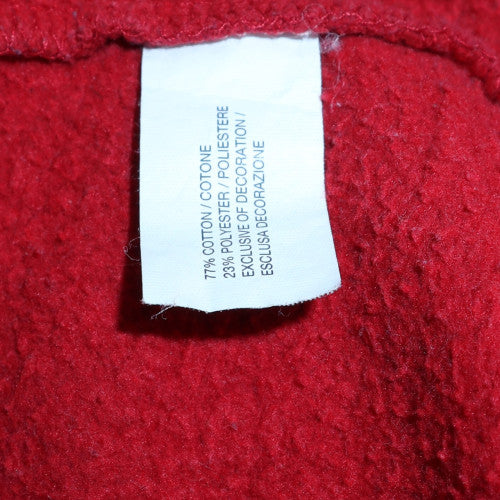 77% COTTON / COTONE
23% POLYESTER / POLIESTERE
EXCLUSIVE OF DECORATION /
ESCLUSA DECORAZIONE